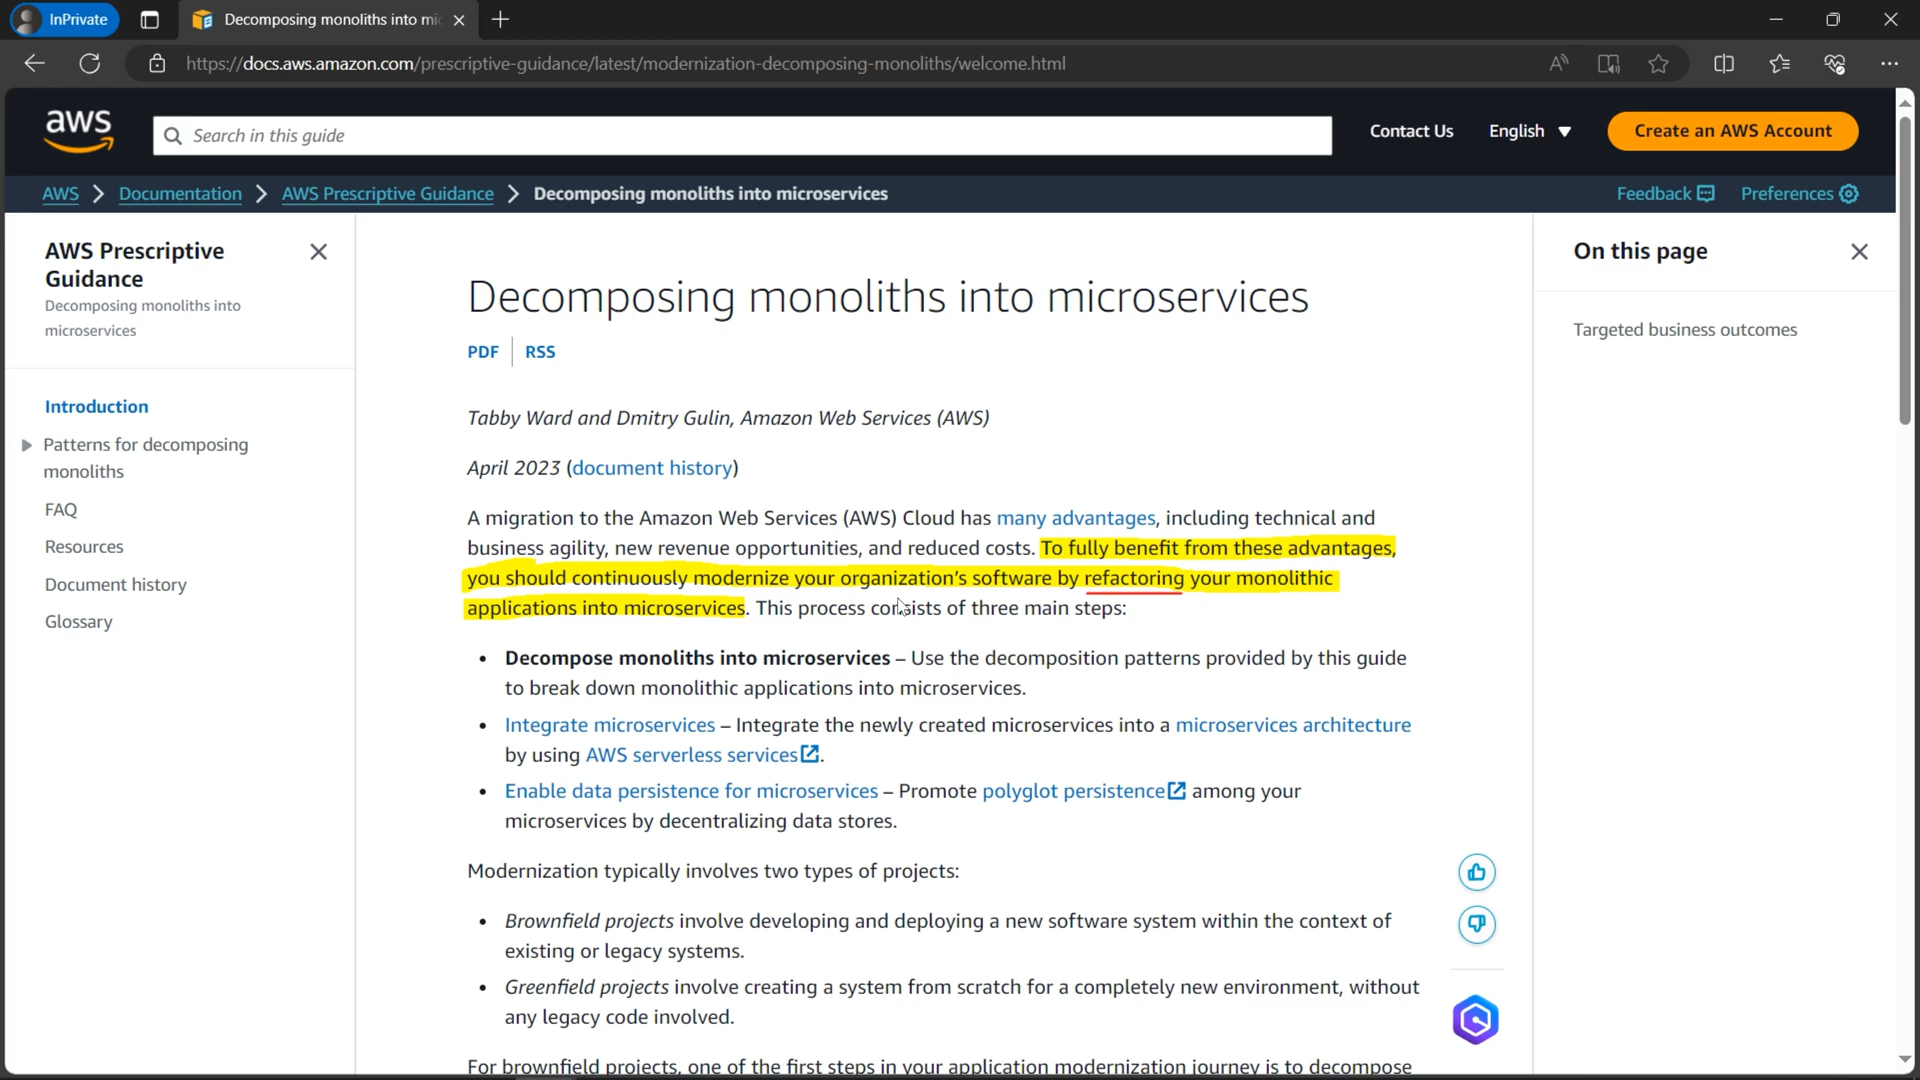 InPrivate
Decomposing monoliths into mic
https://docs.aws.amazon.com/prescriptive-guidance/latest/modernization-decomposing-monoliths/welcome.html
aws
Search in this guide
Contact Us
English
Create an AWS Account
AWS > Documentation > AWS Prescriptive Guidance > Decomposing monoliths into microservices
Feedback
Preferences
AWS Prescriptive
Guidance
Decomposing monoliths into
microservices
Introduction
Patterns for decomposing
monoliths
FAQ
Resources
Document history
Glossary
Decomposing monoliths into microservices
PDF | RSS
Tabby Ward and Dmitry Gulin, Amazon Web Services (AWS)
April 2023 (document history)
A migration to the Amazon Web Services (AWS) Cloud has many advantages, including technical and
business agility, new revenue opportunities, and reduced costs. To fully benefit from these advantages,
you should continuously modernize your organization's software by refactoring your monolithic
applications into microservices. This process consists of three main steps:
• Decompose monoliths into microservices – Use the decomposition patterns provided by this guide
to break down monolithic applications into microservices.
• Integrate microservices – Integrate the newly created microservices into a microservices architecture
by using AWS serverless services.
• Enable data persistence for microservices – Promote polyglot persistence among your
microservices by decentralizing data stores.
Modernization typically involves two types of projects:
• Brownfield projects involve developing and deploying a new software system within the context of
existing or legacy systems.
• Greenfield projects involve creating a system from scratch for a completely new environment, without
any legacy code involved.
For brownfield projects, one of the first steps in your application modernization journey is to decompose
On this page
Targeted business outcomes